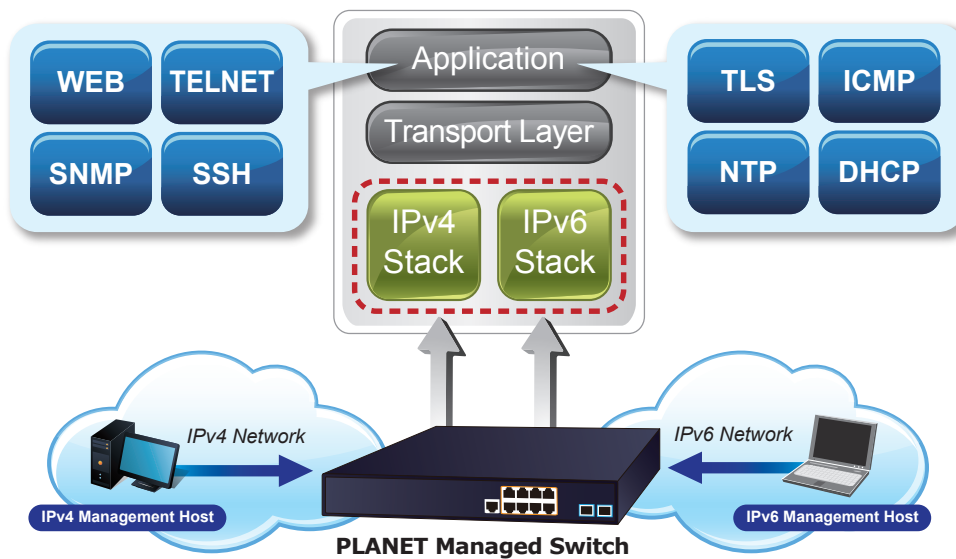 WEB
TELNET
SNMP
SSH
Application
Transport Layer
IPv4
Stack
IPv6
Stack
TLS
ICMP
NTP
DHCP
IPv4 Network
IPv4 Management Host
IPv6 Network
IPv6 Management Host
PLANET Managed Switch